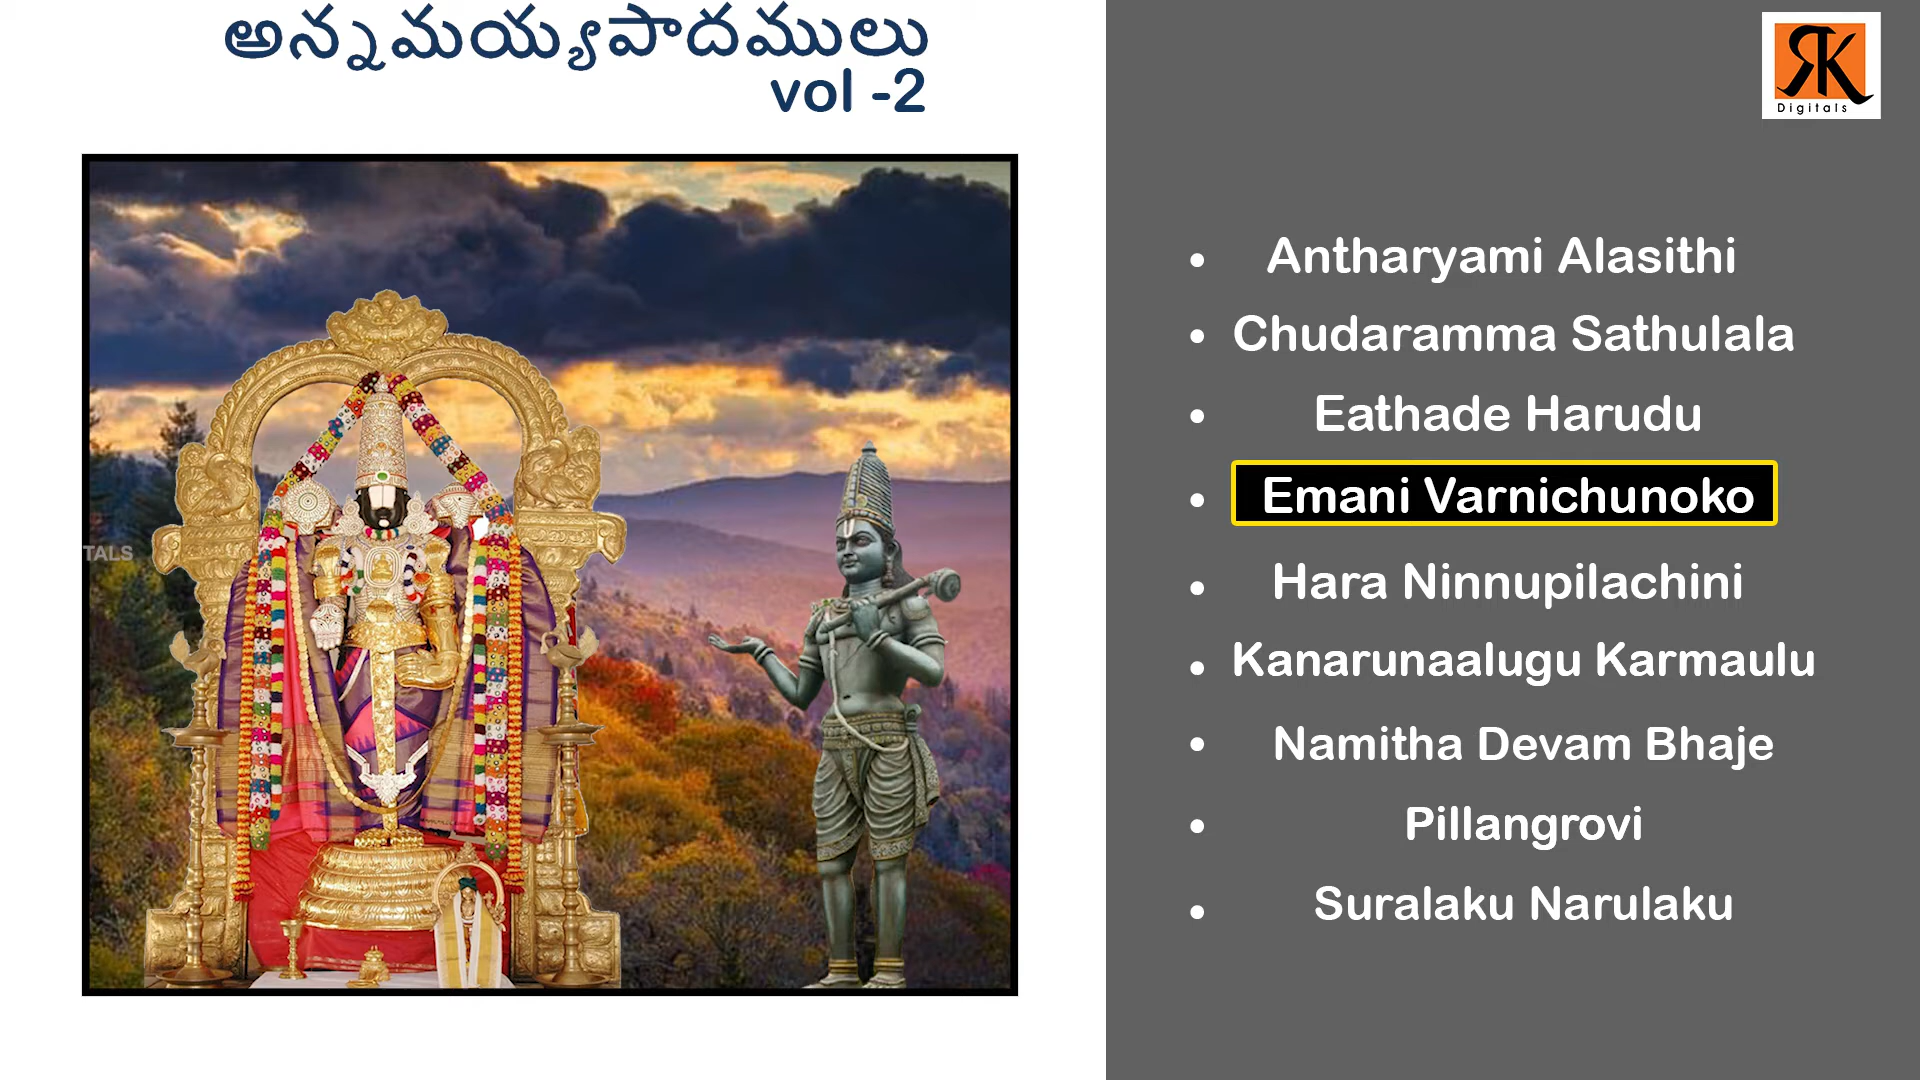 అన్నమయ్యపాదములు
vol -2
RK
Digitals
TALS
Antharyami Alasithi
Chudaramma Sathulala
Eathade Harudu
Emani Varnichunoko
Hara Ninnupilachini
Kanarunaalugu Karmaulu
Namitha Devam Bhaje
Pillangrovi
Suralaku Narulaku